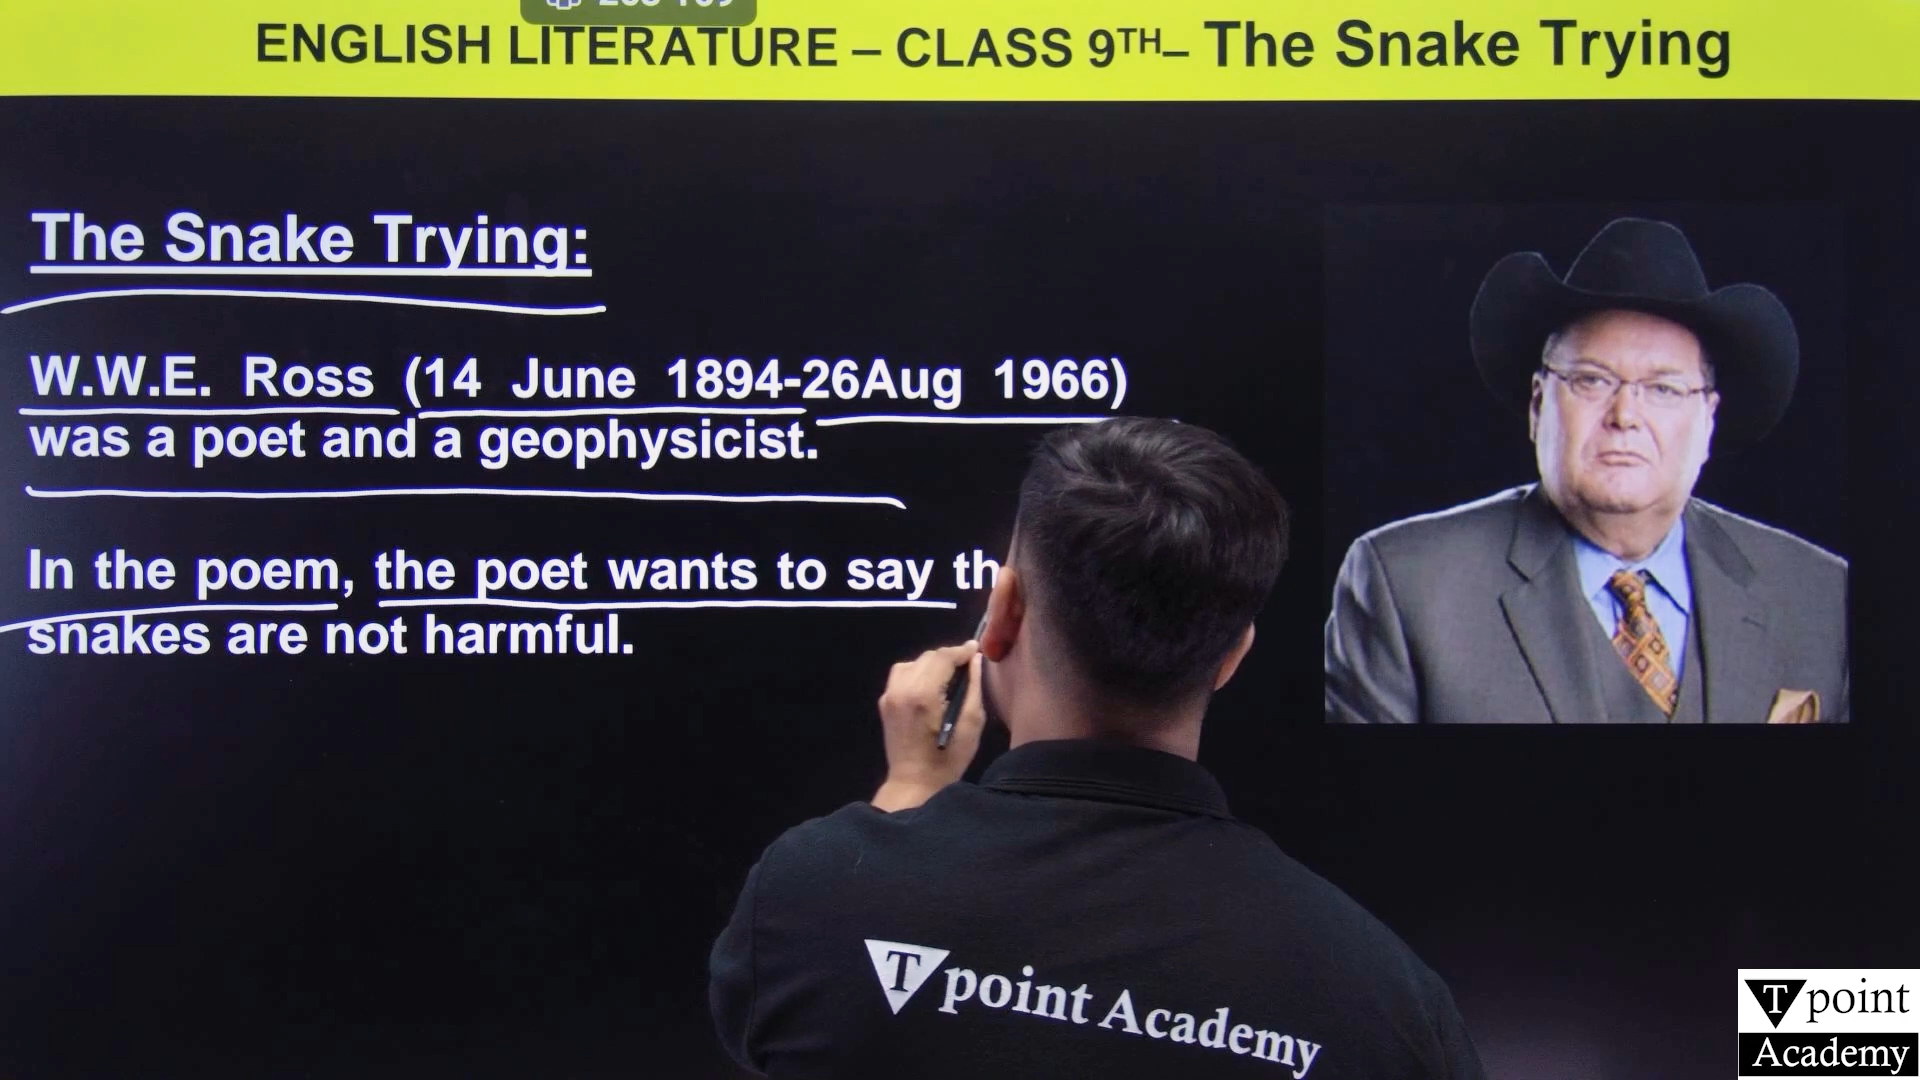 ENGLISH LITERATURE – CLASS 9TH– The Snake Trying
The Snake Trying:
W.W.E. Ross (14 June 1894-26Aug 1966)
was a poet and a geophysicist.
In the poem, the poet wants to say th
snakes are not harmful.
T point Academy
T point
Academy